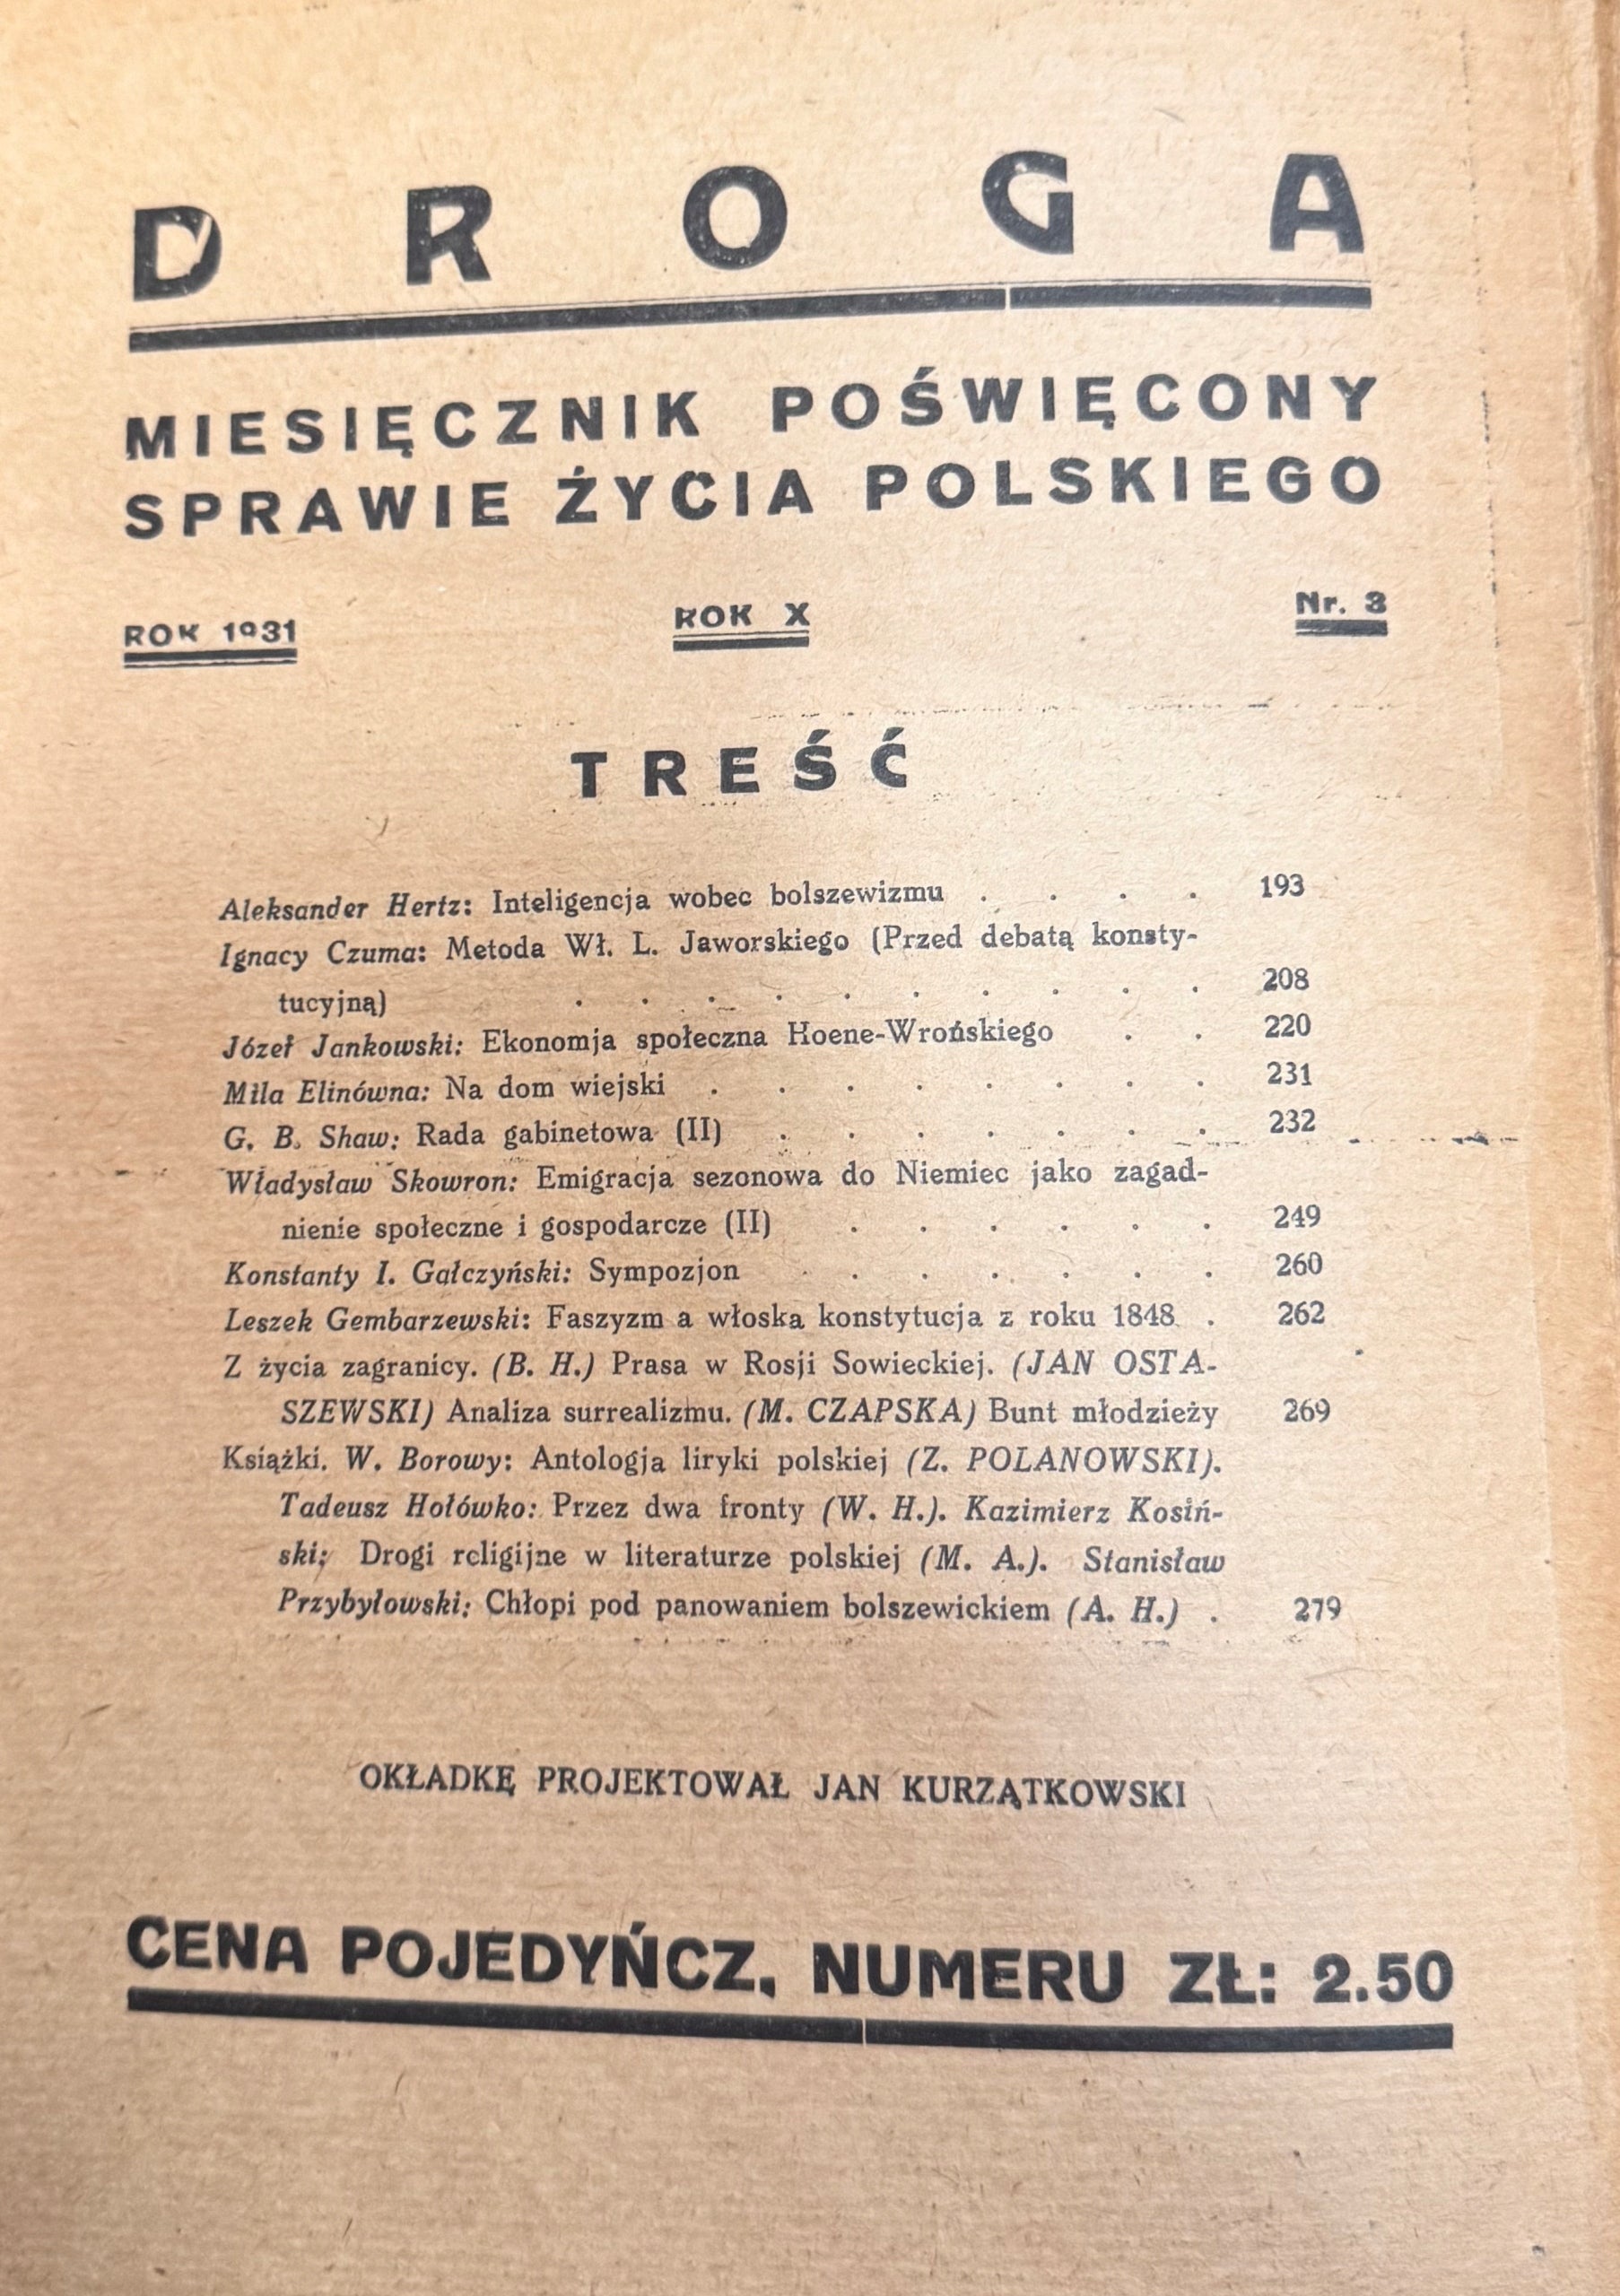 DROGA
MIESIĘCZNIK POŚWIĘCONY
SPRAWIE ŻYCIA POLSKIEGO
ROK 1931 ROK X Nr. 3
TREŚĆ
Aleksander Hertz: Inteligencja wobec bolszewizmu . . . . 193
Ignacy Czuma: Metoda Wł. L. Jaworskiego (Przed debatą konsty-
tucyjną) . . . . . . . . . . 208
Józef Jankowski: Ekonomja społeczna Hoene-Wrońskiego . . 220
Mila Elinówna: Na dom wiejski . . . . . . . . 231
G. B. Shaw: Rada gabinetowa (II) . . . . . . . 232
Władysław Skowron: Emigracja sezonowa do Niemiec jako zagad-
nienie społeczne i gospodarcze (II) . . . . . . 249
Konstanty I. Gałczyński: Sympozjon . . . . . . . 260
Leszek Gembarzewski: Faszyzm a włoska konstytucja z roku 1848 . 262
Z życia zagranicy. (B. H.) Prasa w Rosji Sowieckiej. (JAN OSTA-
SZEWSKI) Analiza surrealizmu. (M. CZAPSKA) Bunt młodzieży 269
Książki. W. Borowy: Antologja liryki polskiej (Z. POLANOWSKI).
Tadeusz Hołówko: Przez dwa fronty (W. H.). Kazimierz Kosiń-
ski: Drogi religijne w literaturze polskiej (M. A.). Stanisław
Przybyłowski: Chłopi pod panowaniem bolszewickiem (A. H.) . 279
OKŁADKĘ PROJEKTOWAŁ JAN KURZĄTKOWSKI
CENA POJEDYŃCZ. NUMERU ZŁ: 2.50